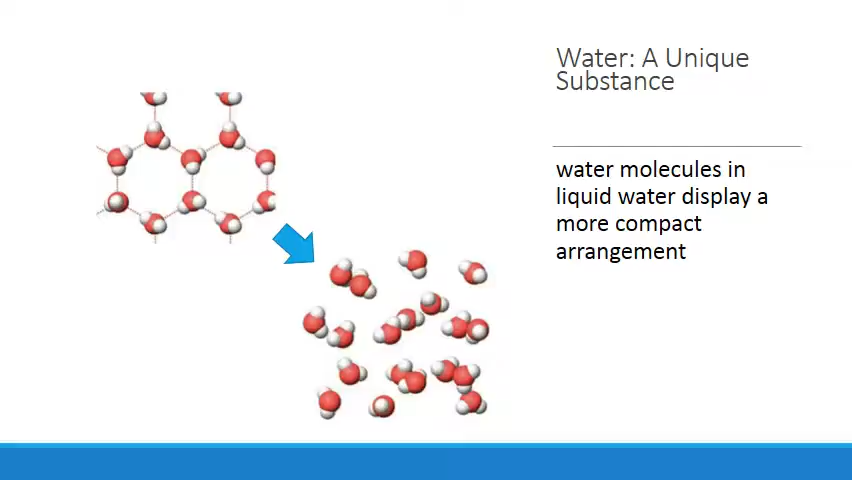 Water: A Unique
Substance
water molecules in
liquid water display a
more compact
arrangement